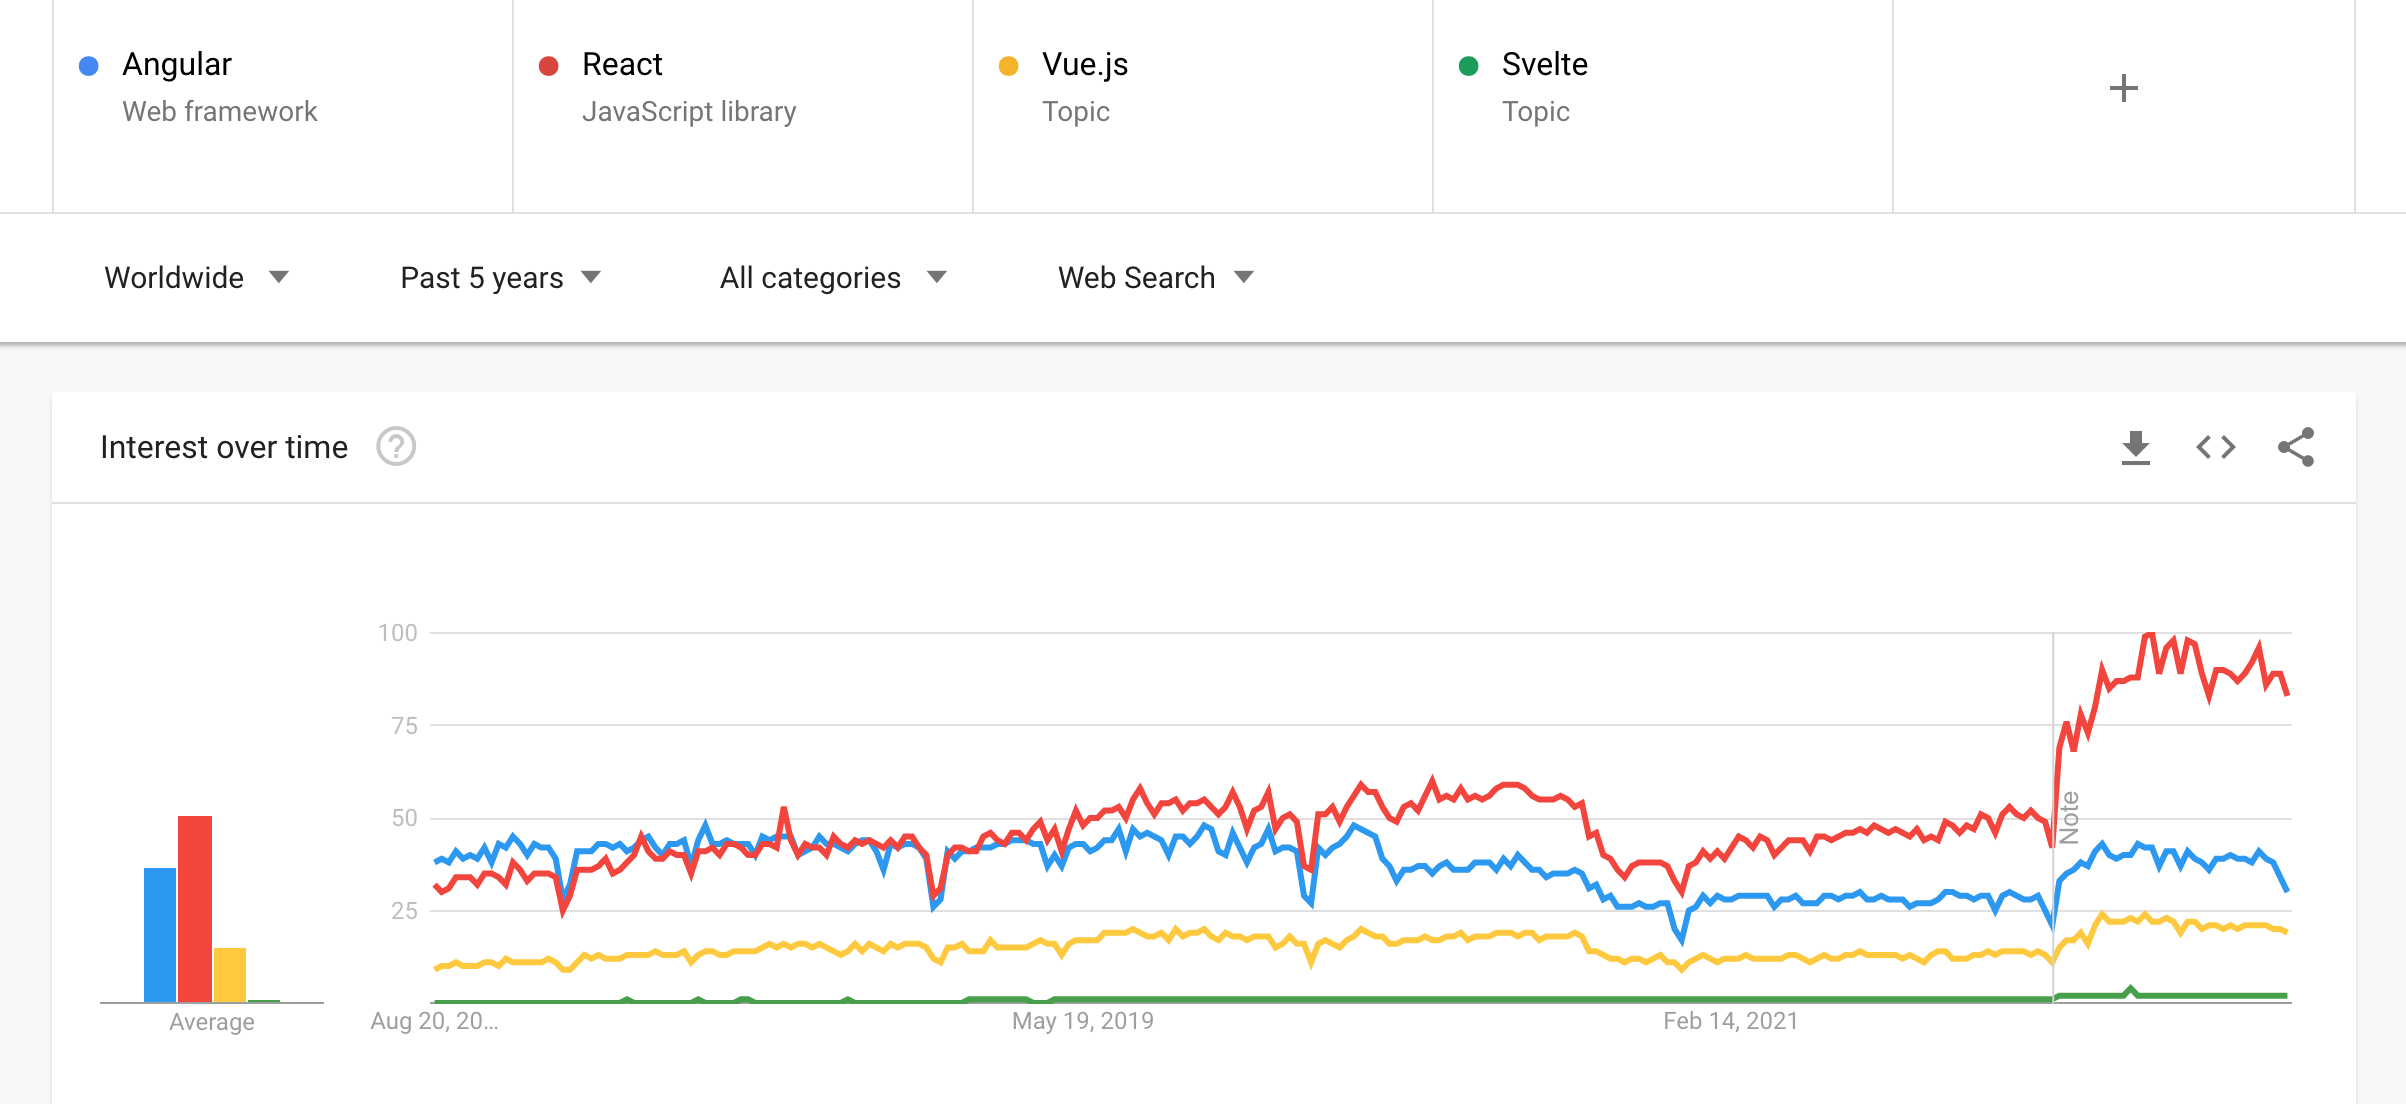 Angular
Web framework
React
JavaScript library
Vue.js
Topic
Svelte
Topic
+
Worldwide
Past 5 years
All categories
Web Search
Interest over time
?
100
75
50
25
Note
Average
Aug 20, 20...
May 19, 2019
Feb 14, 2021